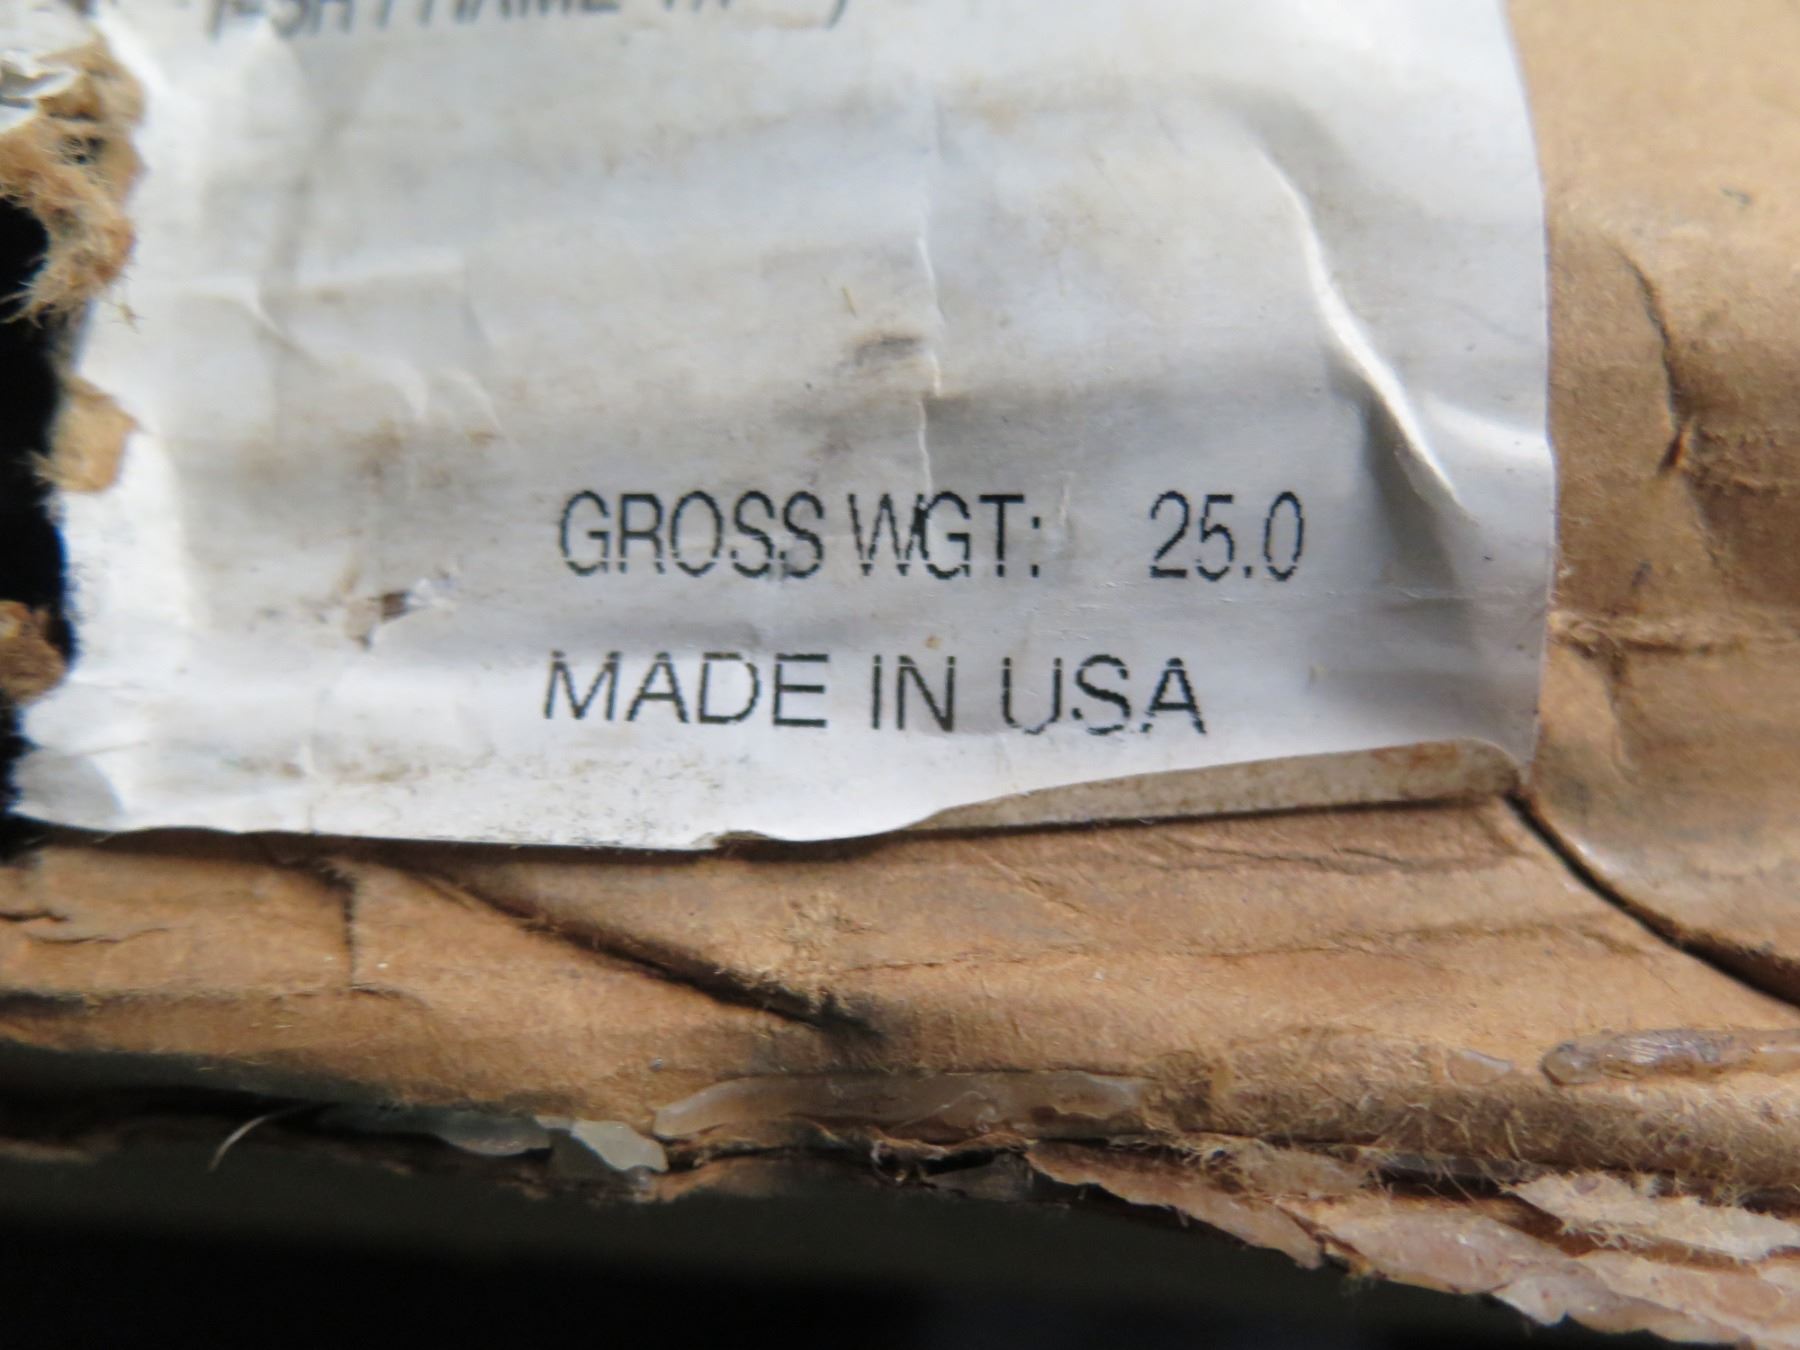 GROSS WGT: 25.0
MADE IN USA